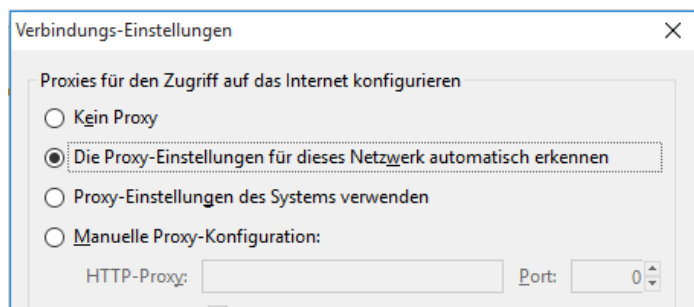 Verbindungs-Einstellungen
Proxies für den Zugriff auf das Internet konfigurieren
Kein Proxy
Die Proxy-Einstellungen für dieses Netzwerk automatisch erkennen
Proxy-Einstellungen des Systems verwenden
Manuelle Proxy-Konfiguration:
HTTP-Proxy: Port: 0